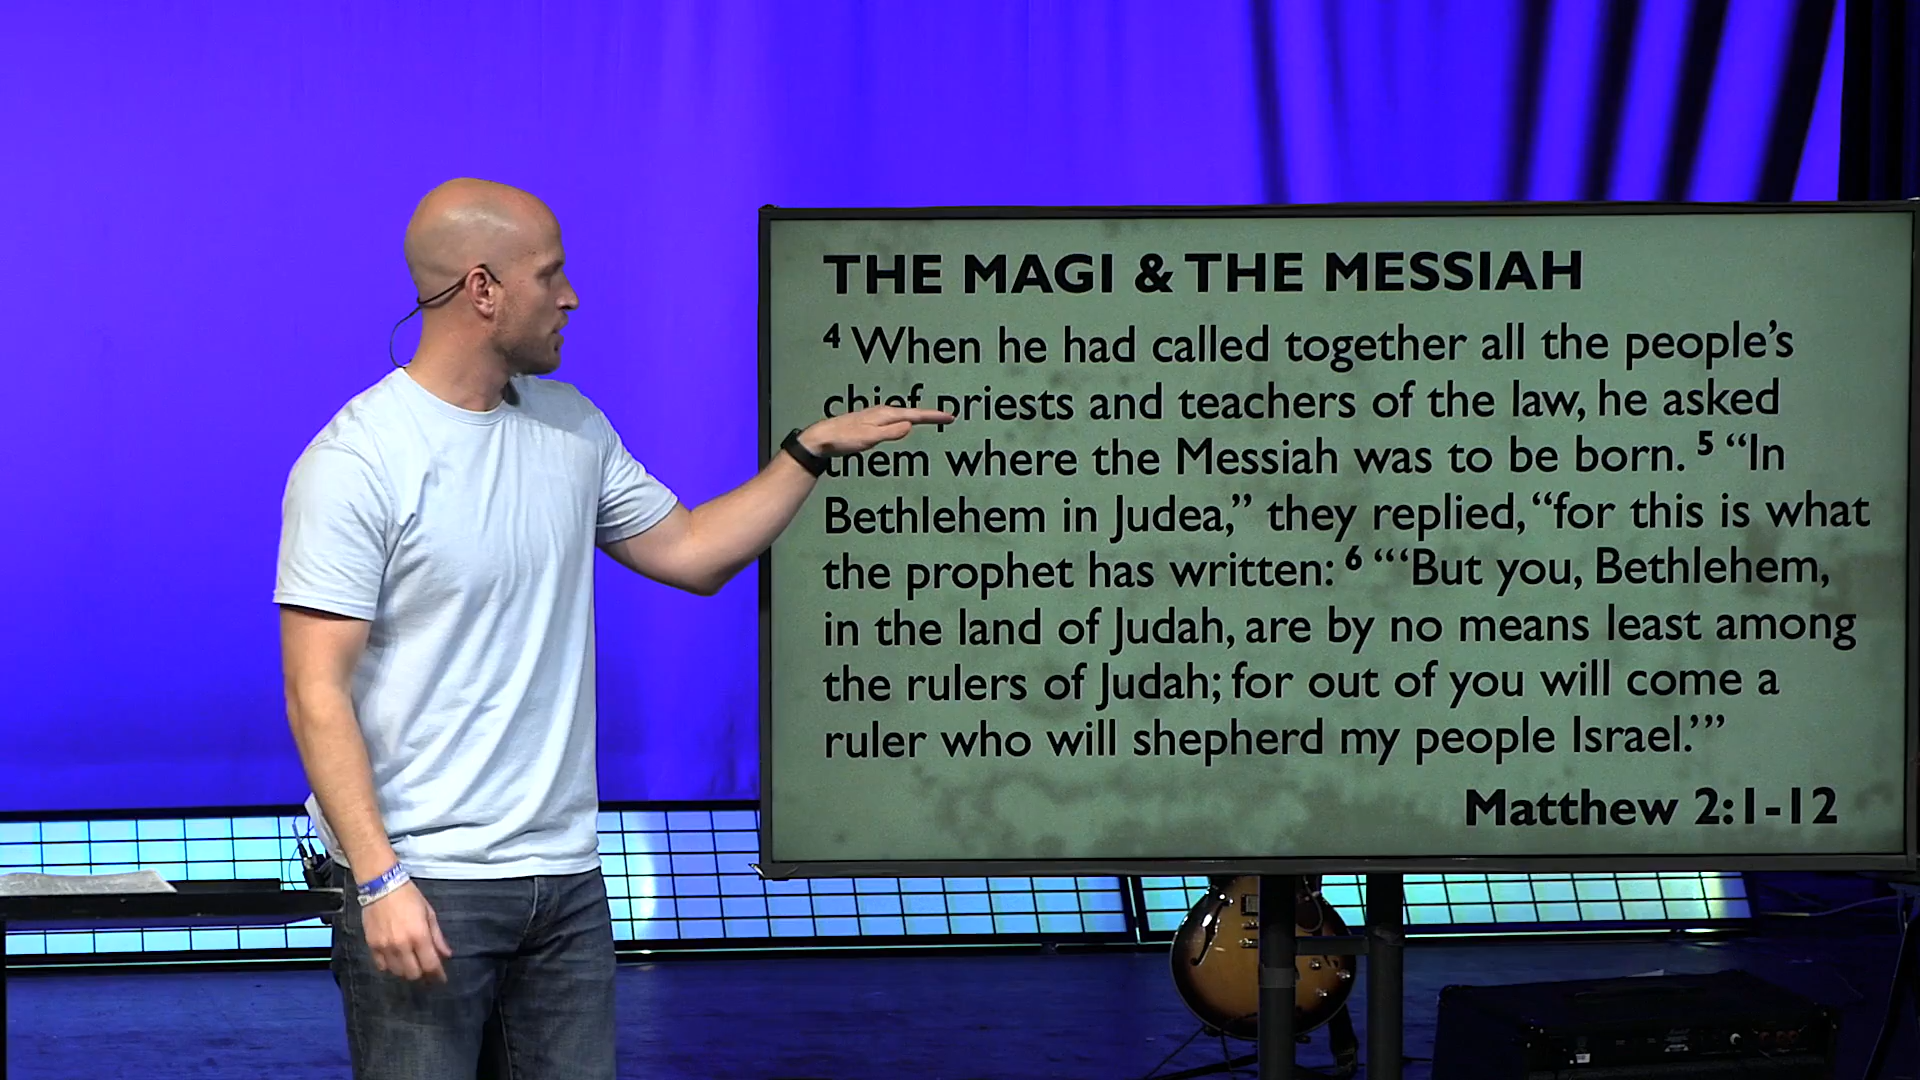 THE MAGI & THE MESSIAH
4 When he had called together all the people’s
chief priests and teachers of the law, he asked
them where the Messiah was to be born. 5 “In
Bethlehem in Judea,” they replied, “for this is what
the prophet has written: 6 “‘But you, Bethlehem,
in the land of Judah, are by no means least among
the rulers of Judah; for out of you will come a
ruler who will shepherd my people Israel.’”
Matthew 2:1-12